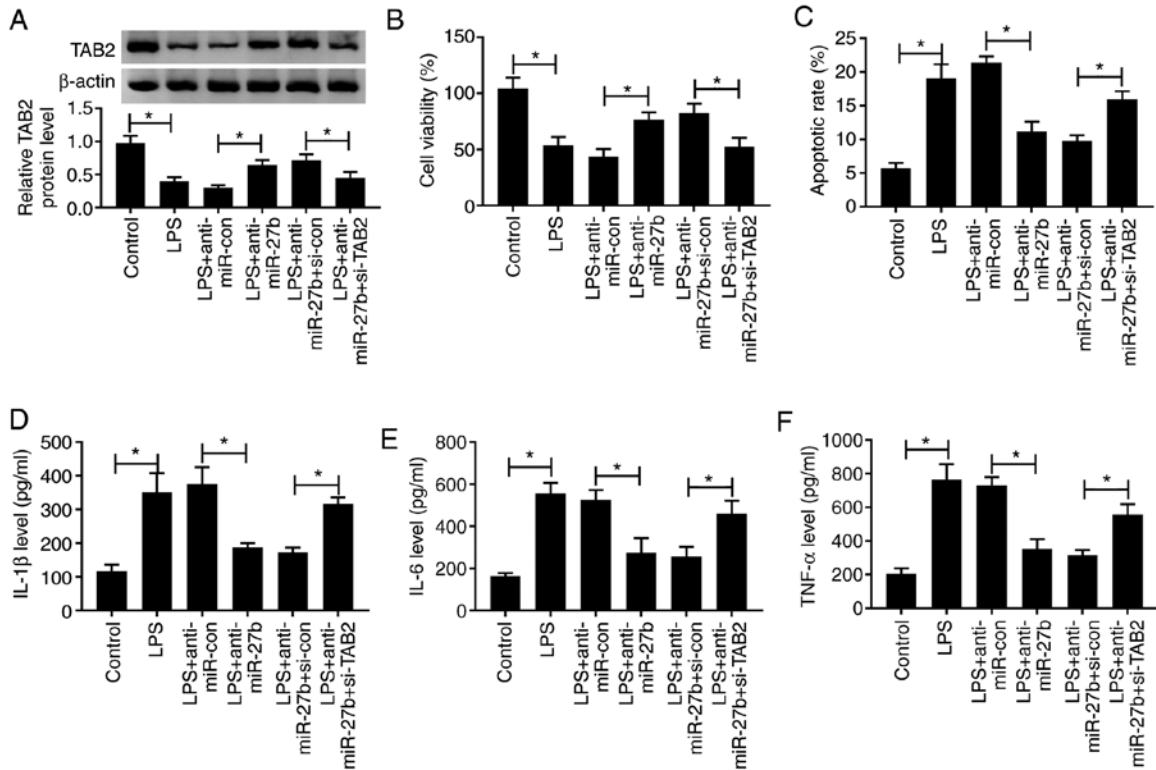 A
TAB2
β-actin
Relative TAB2
protein level
1.5
1.0
0.5
0.0
*
*
*
Control
LPS
LPS+anti-
miR-con
LPS+anti-
miR-27b
LPS+anti-
miR-27b+si-con
LPS+anti-
miR-27b+si-TAB2
B
Cell viability (%)
150
100
50
0
*
*
*
Control
LPS
LPS+anti-
miR-con
LPS+anti-
miR-27b
LPS+anti-
miR-27b+si-con
LPS+anti-
miR-27b+si-TAB2
C
Apoptotic rate (%)
25
20
15
10
5
0
*
*
*
Control
LPS
LPS+anti-
miR-con
LPS+anti-
miR-27b
LPS+anti-
miR-27b+si-con
LPS+anti-
miR-27b+si-TAB2
D
IL-1β level (pg/ml)
500
400
300
200
100
0
*
*
*
Control
LPS
LPS+anti-
miR-con
LPS+anti-
miR-27b
LPS+anti-
miR-27b+si-con
LPS+anti-
miR-27b+si-TAB2
E
IL-6 level (pg/ml)
800
600
400
200
0
*
*
*
Control
LPS
LPS+anti-
miR-con
LPS+anti-
miR-27b
LPS+anti-
miR-27b+si-con
LPS+anti-
miR-27b+si-TAB2
F
TNF-α level (pg/ml)
1,000
800
600
400
200
0
*
*
*
Control
LPS
LPS+anti-
miR-con
LPS+anti-
miR-27b
LPS+anti-
miR-27b+si-con
LPS+anti-
miR-27b+si-TAB2